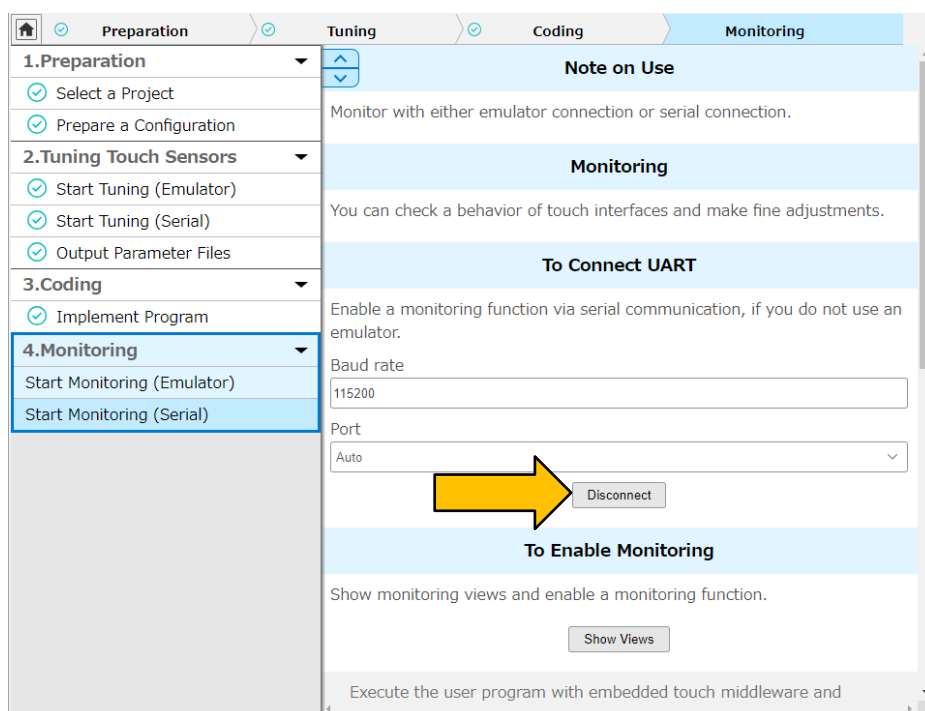 Preparation
Tuning
Coding
Monitoring
1.Preparation
Select a Project
Prepare a Configuration
2.Tuning Touch Sensors
Start Tuning (Emulator)
Start Tuning (Serial)
Output Parameter Files
3.Coding
Implement Program
4.Monitoring
Start Monitoring (Emulator)
Start Monitoring (Serial)
Note on Use
Monitor with either emulator connection or serial connection.
Monitoring
You can check a behavior of touch interfaces and make fine adjustments.
To Connect UART
Enable a monitoring function via serial communication, if you do not use an
emulator.
Baud rate
115200
Port
Auto
Disconnect
To Enable Monitoring
Show monitoring views and enable a monitoring function.
Show Views
Execute the user program with embedded touch middleware and